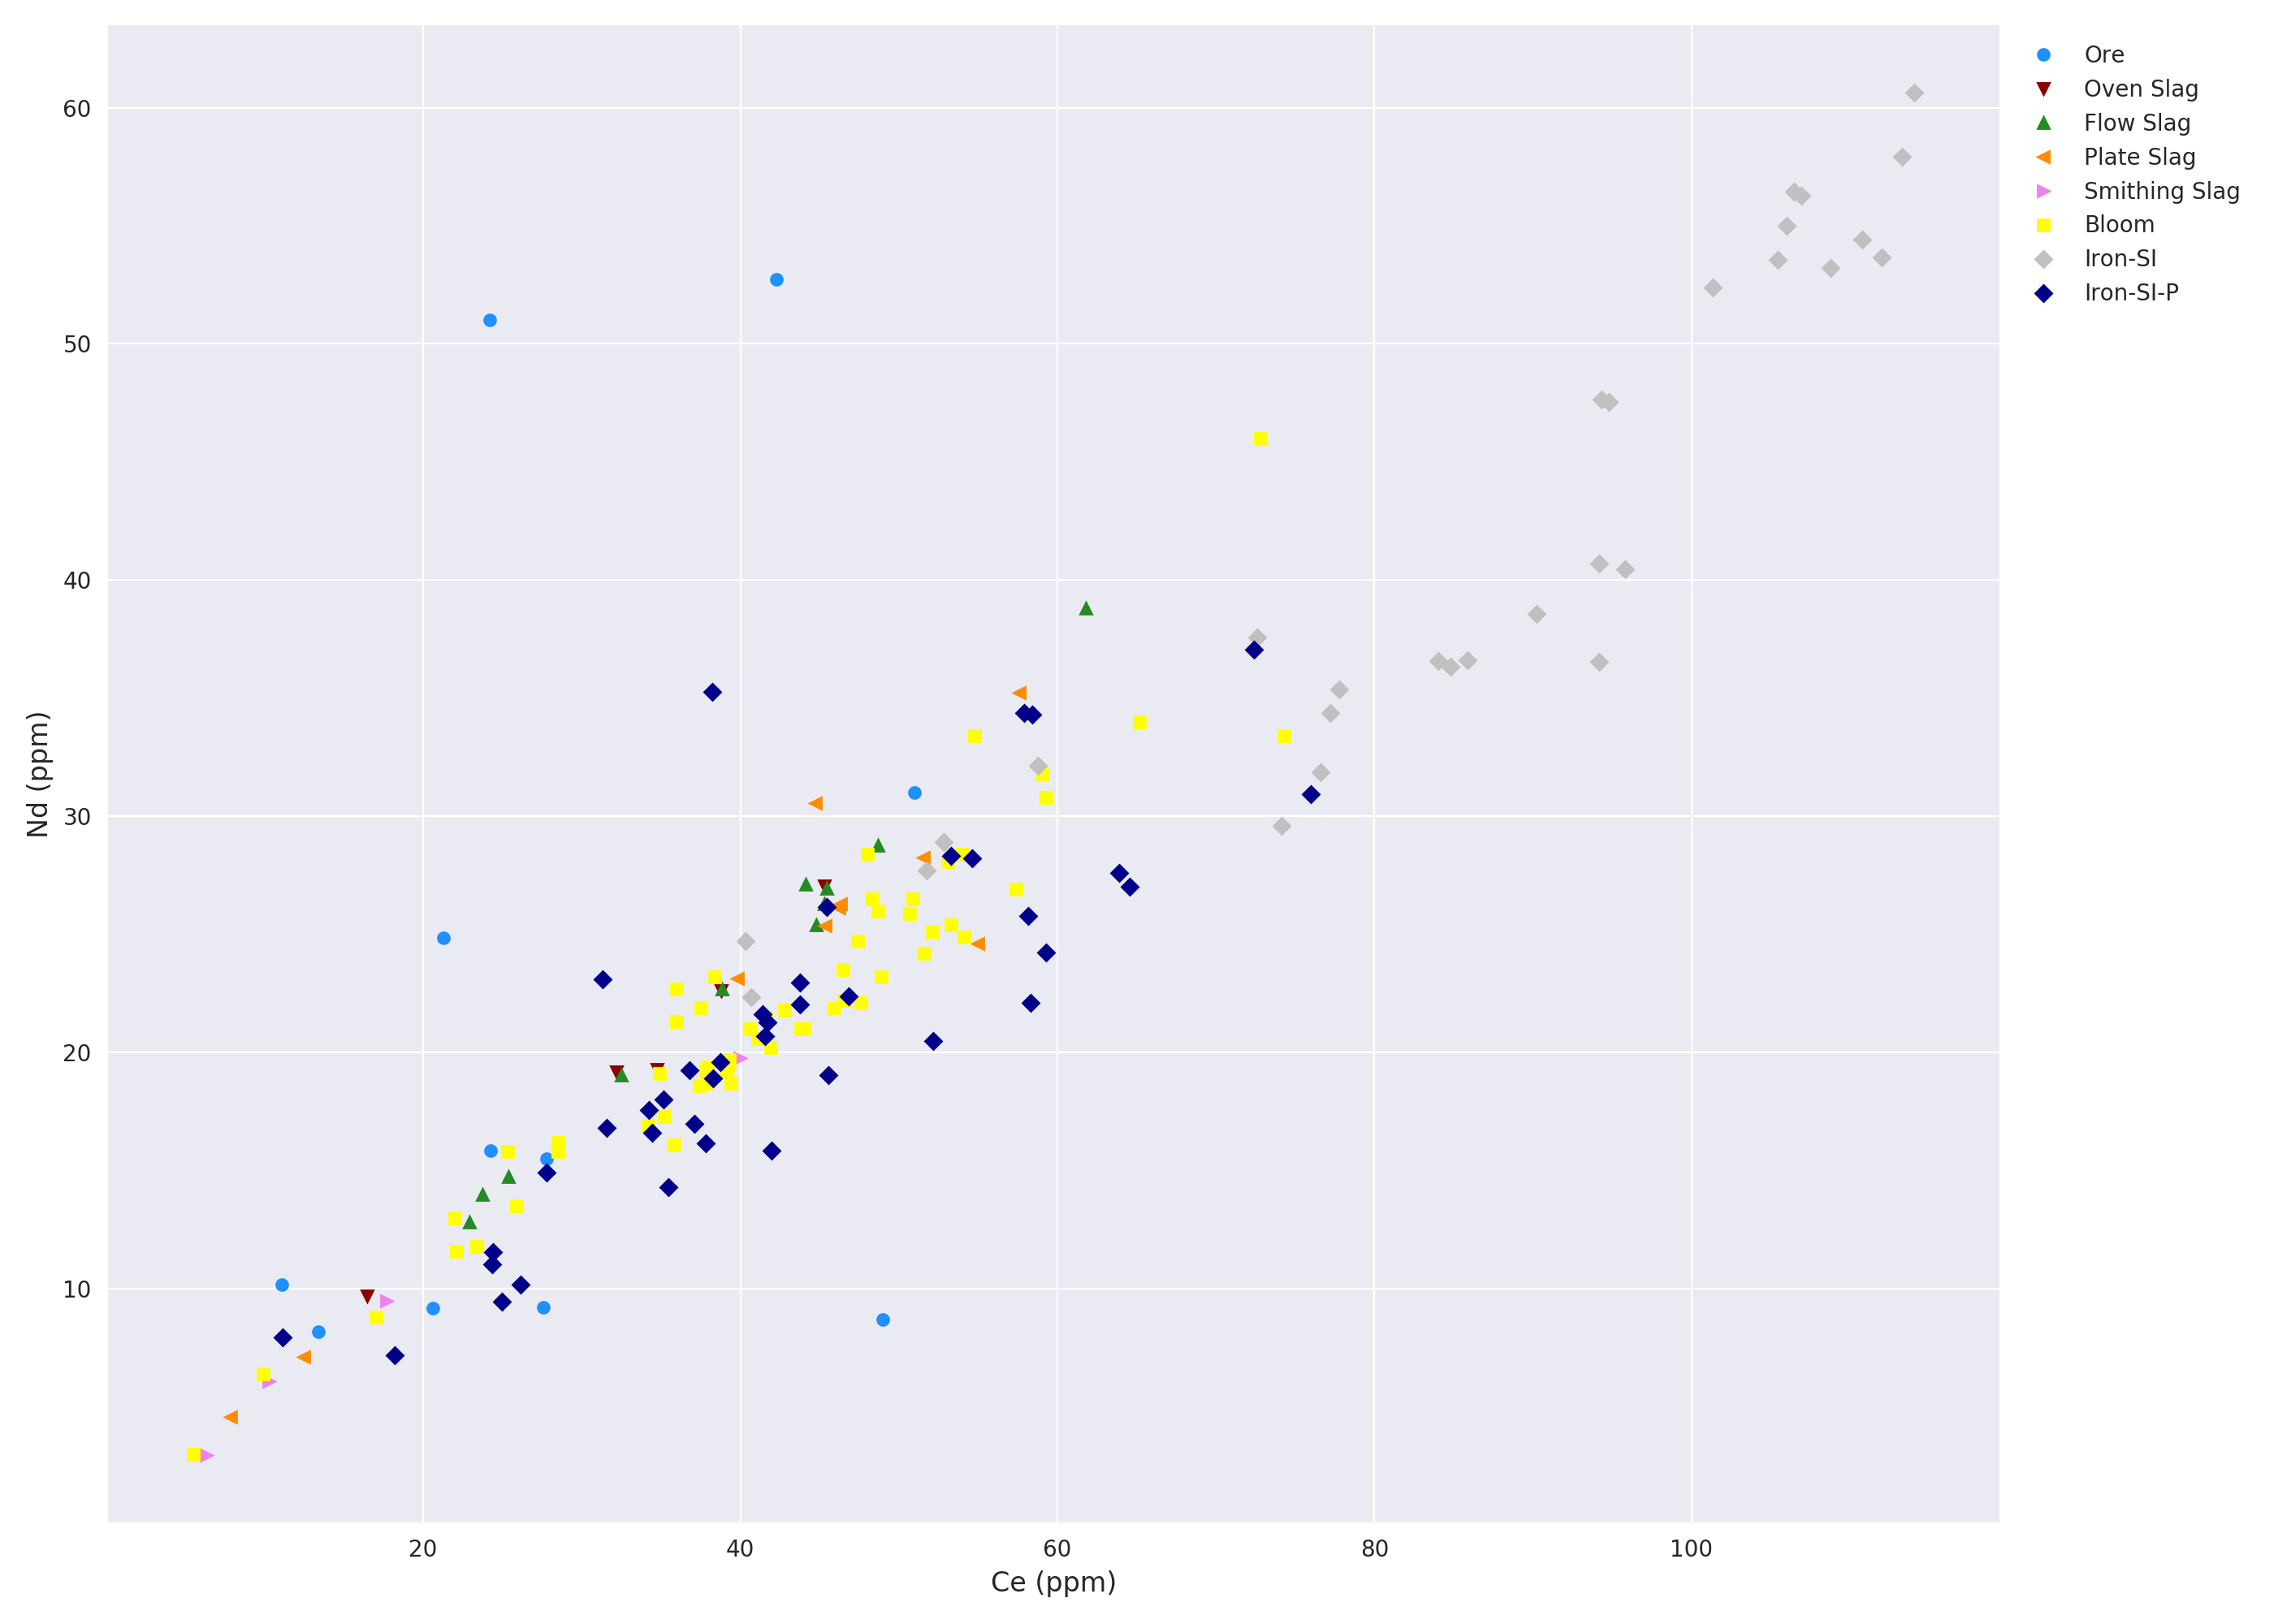 60
50
40
30
20
10
Nd (ppm)
20 40 60 80 100
Ce (ppm)
Ore
Oven Slag
Flow Slag
Plate Slag
Smithing Slag
Bloom
Iron-SI
Iron-SI-P